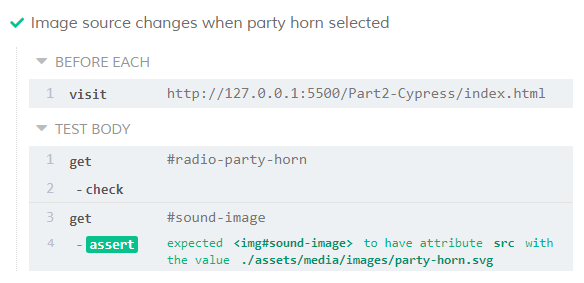 Image source changes when party horn selected
BEFORE EACH
1 visit http://127.0.0.1:5500/Part2-Cypress/index.html
TEST BODY
1 get #radio-party-horn
2 - check
3 get #sound-image
4 - assert expected <img#sound-image> to have attribute src with
the value ./assets/media/images/party-horn.svg